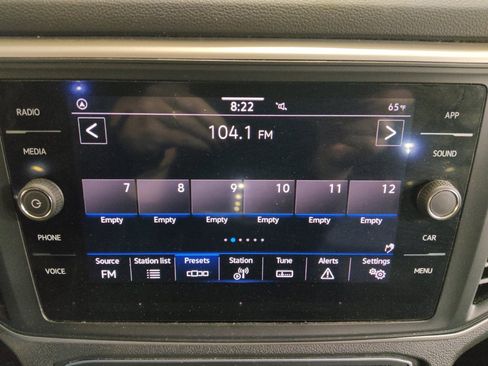 RADIO
MEDIA
PHONE
VOICE
8:22
65°F
104.1 FM
7 8 9 10 11 12
Empty Empty Empty Empty Empty Empty
Source Station list Presets Station Tune Alerts Settings
FM
APP
SOUND
CAR
MENU